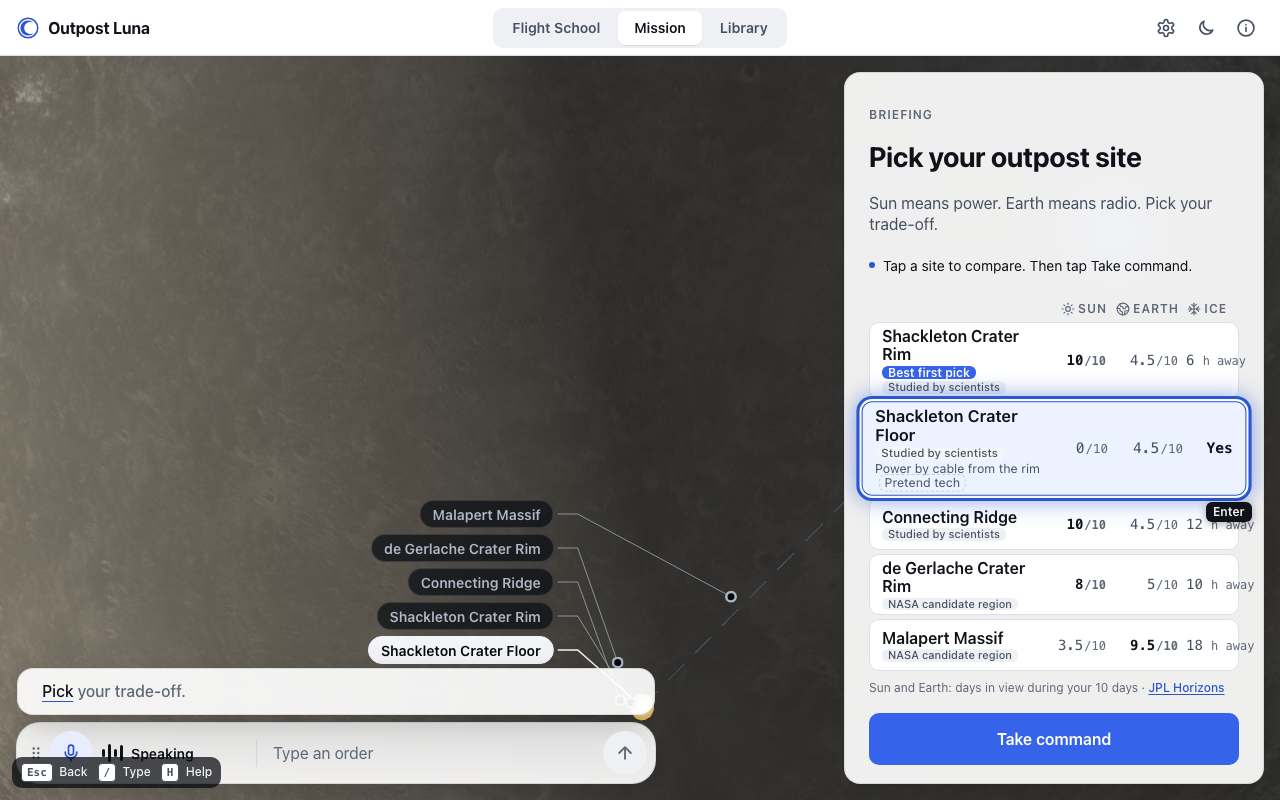 Outpost Luna
Flight School
Mission
Library
BRIEFING
Pick your outpost site
Sun means power. Earth means radio. Pick your
trade-off.
Tap a site to compare. Then tap Take command.
SUN EARTH ICE
Shackleton Crater
Rim
Best first pick
Studied by scientists
10/10 4.5/10 6 h away
Shackleton Crater
Floor
Studied by scientists
Power by cable from the rim
Pretend tech
0/10 4.5/10 Yes
Enter
Connecting Ridge
Studied by scientists
10/10 4.5/10 12 h away
de Gerlache Crater
Rim
NASA candidate region
8/10 5/10 10 h away
Malapert Massif
NASA candidate region
3.5/10 9.5/10 18 h away
Sun and Earth: days in view during your 10 days · JPL Horizons
Take command
Malapert Massif
de Gerlache Crater Rim
Connecting Ridge
Shackleton Crater Rim
Shackleton Crater Floor
Pick your trade-off.
Speaking
Type an order
Esc Back / Type H Help